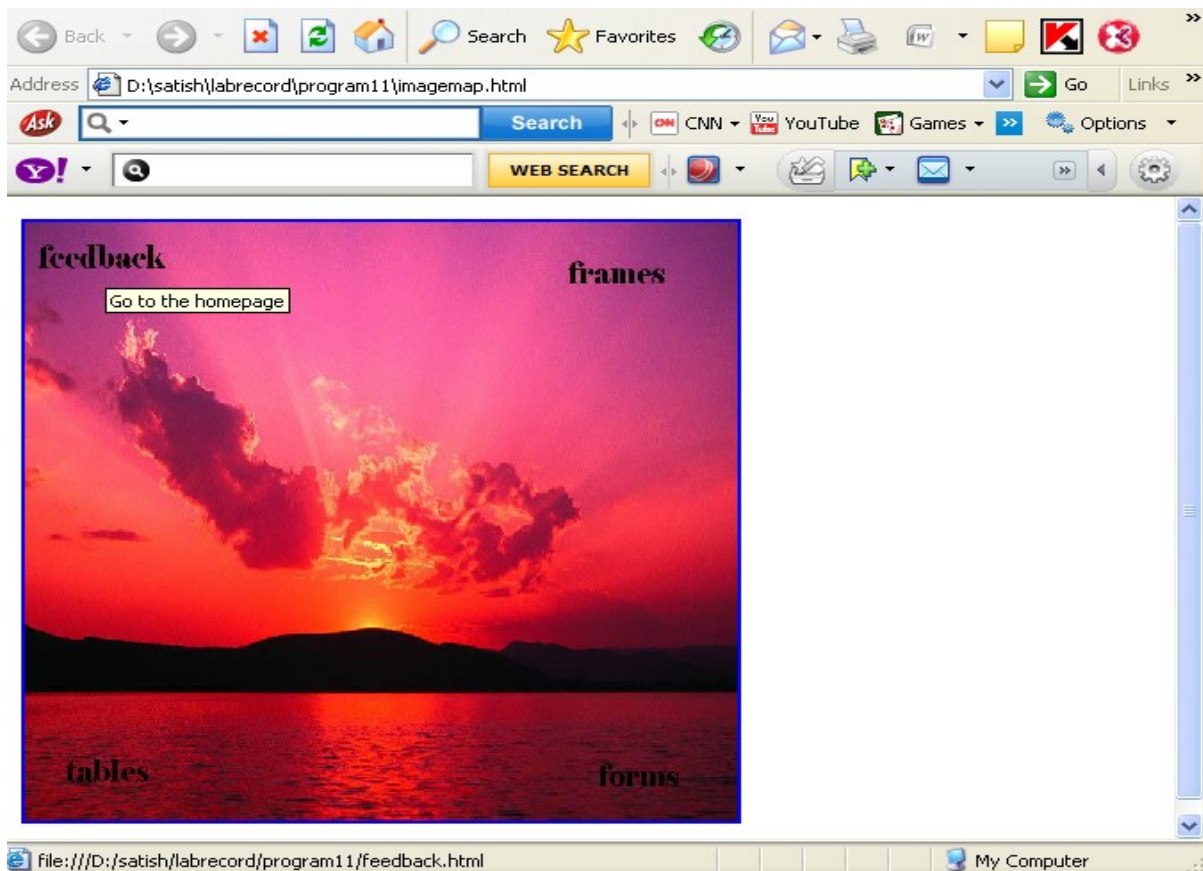 Back Search Favorites »
Address D:\satish\labrecord\program11\imagemap.html Go Links »
Ask Search CNN YouTube Games » Options
Y! WEB SEARCH »
feedback
frames
Go to the homepage
tables
forms
file:///D:/satish/labrecord/program11/feedback.html My Computer